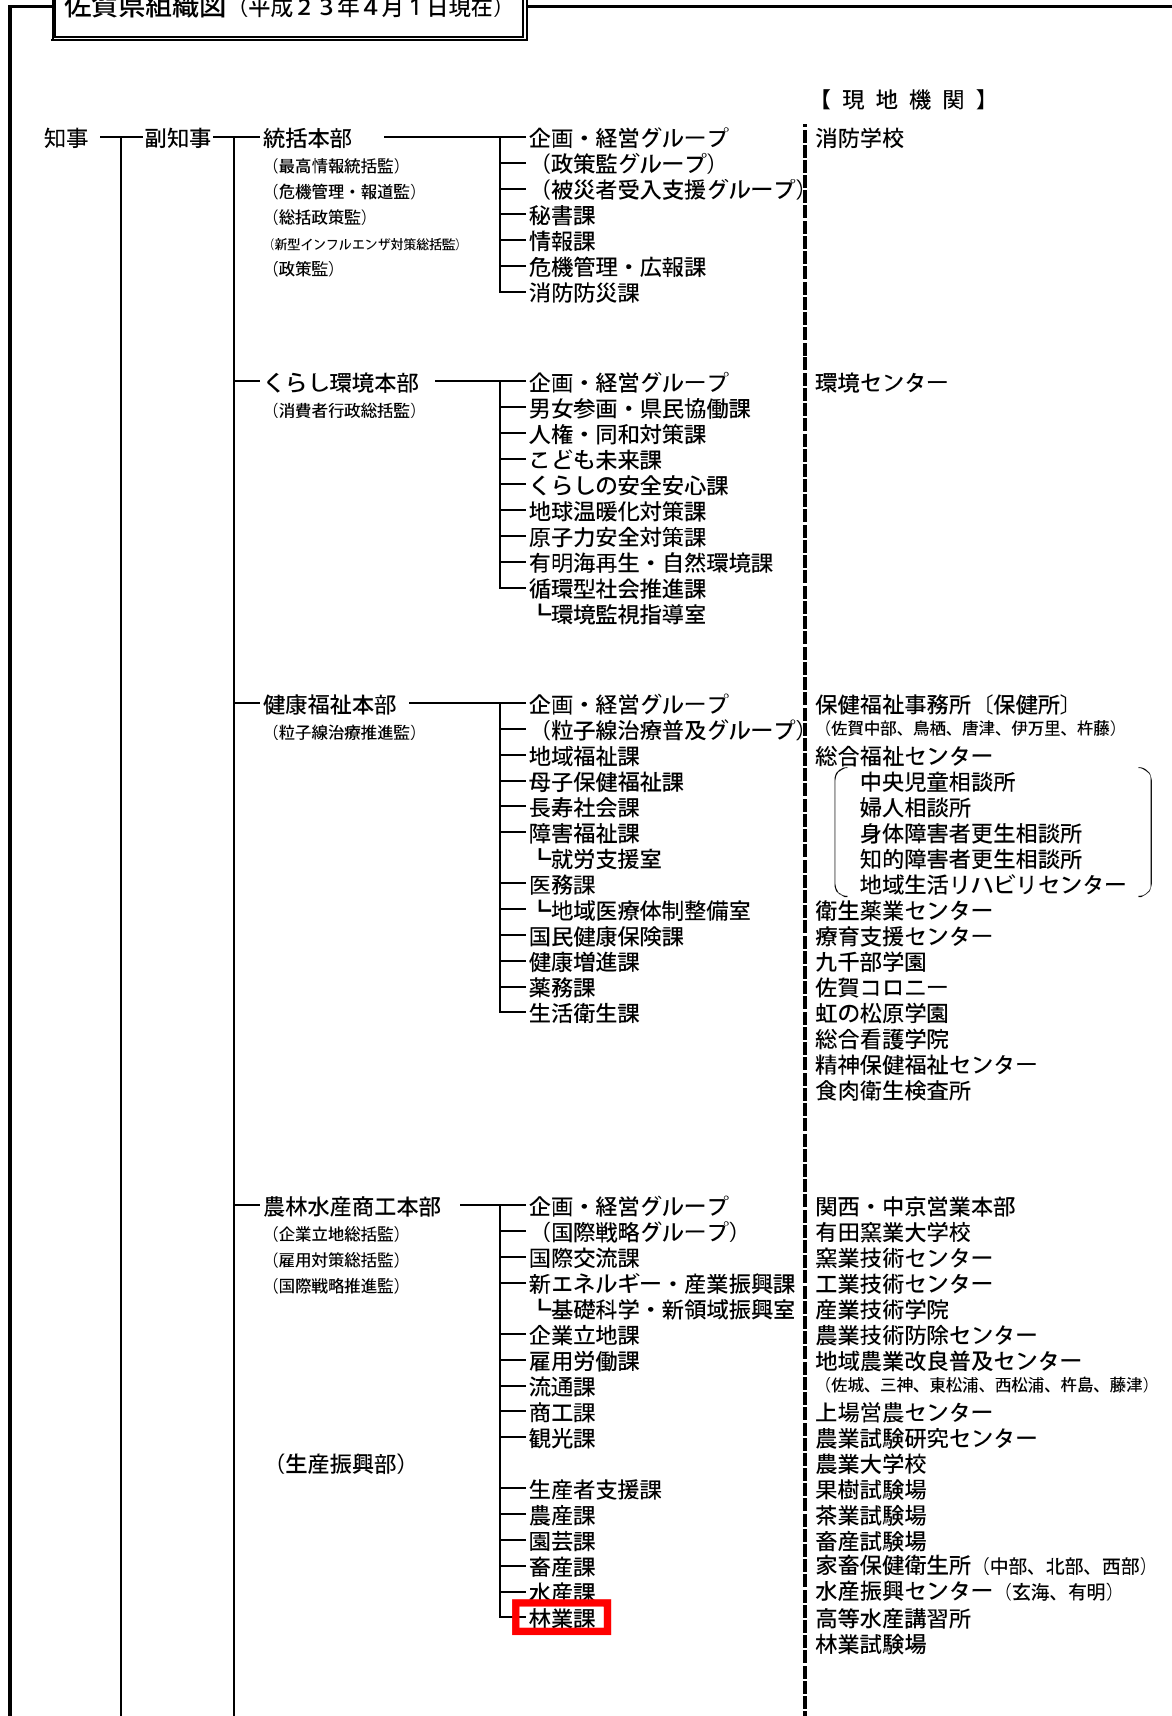 佐賀県組織図（平成２３年４月１日現在）
【 現 地 機 関 】
知事 副知事 統括本部 企画・経営グループ 消防学校
（最高情報統括監） （政策監グループ）
（危機管理・報道監） （被災者受入支援グループ）
（総括政策監） 秘書課
（新型インフルエンザ対策総括監） 情報課
（政策監） 危機管理・広報課
消防防災課
くらし環境本部 企画・経営グループ 環境センター
（消費者行政総括監） 男女参画・県民協働課
人権・同和対策課
こども未来課
くらしの安全安心課
地球温暖化対策課
原子力安全対策課
有明海再生・自然環境課
循環型社会推進課
┗環境監視指導室
健康福祉本部 企画・経営グループ 保健福祉事務所〔保健所〕
（粒子線治療推進監） （粒子線治療普及グループ） （佐賀中部、鳥栖、唐津、伊万里、杵藤）
地域福祉課 総合福祉センター
母子保健福祉課 中央児童相談所
長寿社会課 婦人相談所
障害福祉課 身体障害者更生相談所
┗就労支援室 知的障害者更生相談所
医務課 地域生活リハビリセンター
┗地域医療体制整備室 衛生薬業センター
国民健康保険課 療育支援センター
健康増進課 九千部学園
薬務課 佐賀コロニー
生活衛生課 虹の松原学園
総合看護学院
精神保健福祉センター
食肉衛生検査所
農林水産商工本部 企画・経営グループ 関西・中京営業本部
（企業立地総括監） （国際戦略グループ） 有田窯業大学校
（雇用対策総括監） 国際交流課 窯業技術センター
（国際戦略推進監） 新エネルギー・産業振興課 工業技術センター
┗基礎科学・新領域振興室 産業技術学院
企業立地課 農業技術防除センター
雇用労働課 地域農業改良普及センター
流通課 （佐城、三神、東松浦、西松浦、杵島、藤津）
商工課 上場営農センター
観光課 農業試験研究センター
（生産振興部） 農業大学校
生産者支援課 果樹試験場
農産課 茶業試験場
園芸課 畜産試験場
畜産課 家畜保健衛生所（中部、北部、西部）
水産課 水産振興センター（玄海、有明）
林業課 高等水産講習所
林業試験場